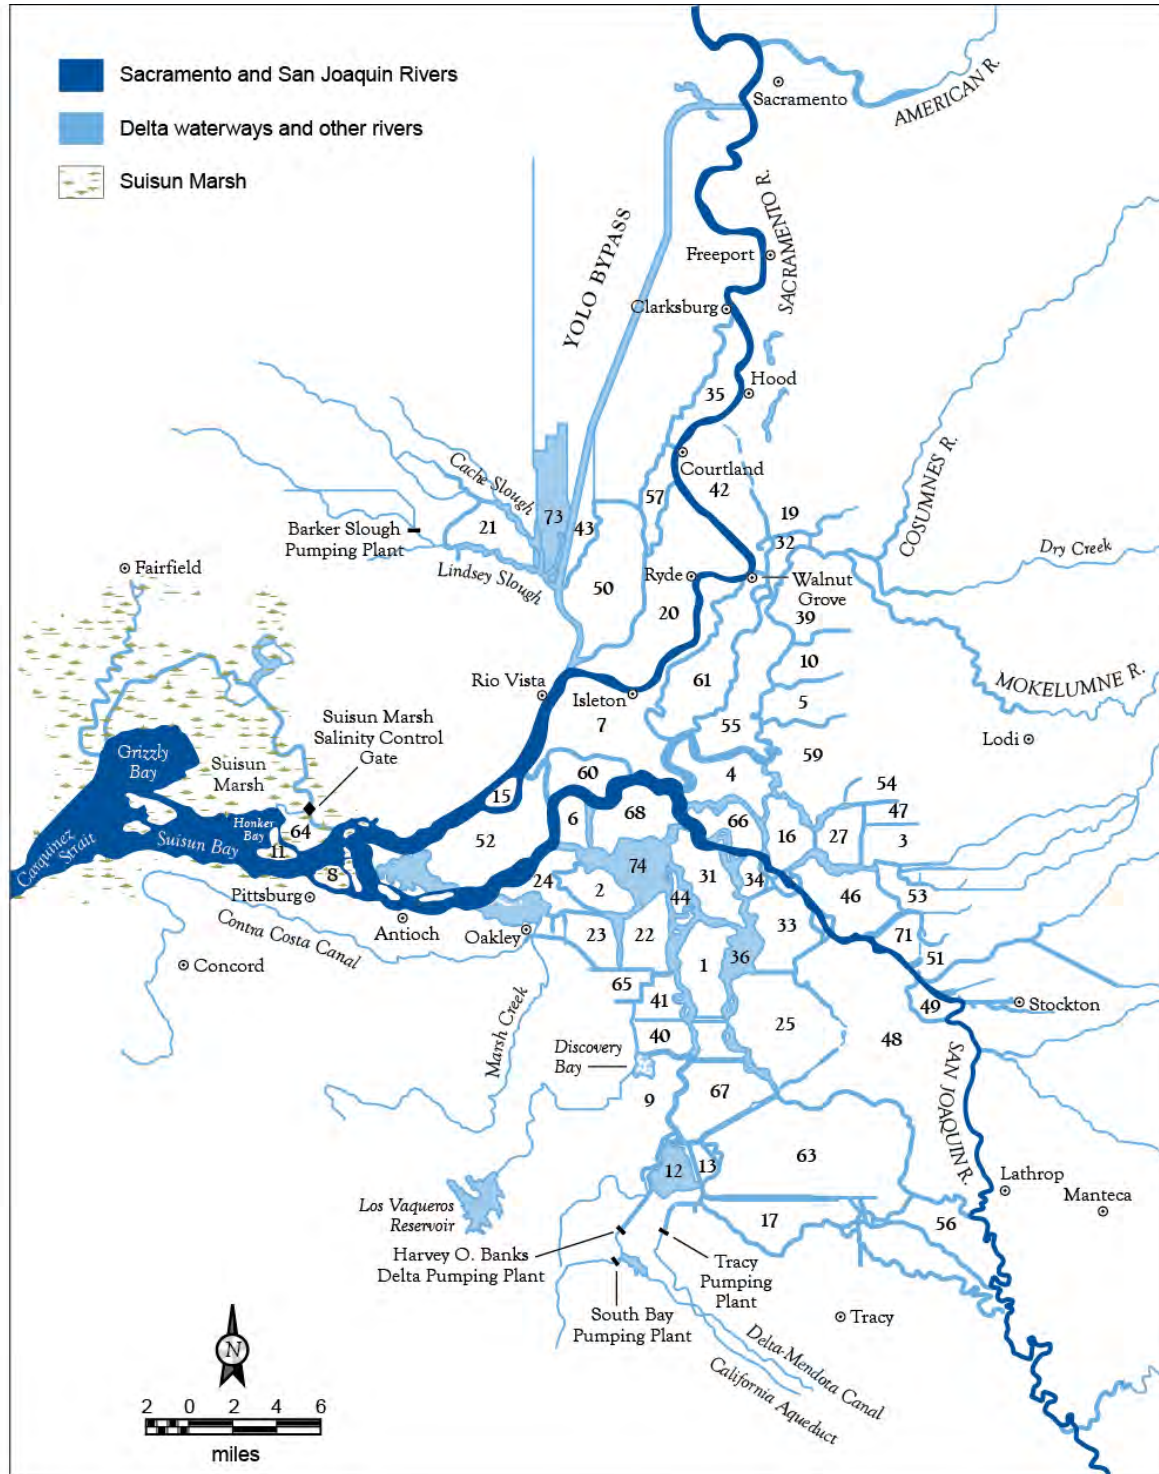 Sacramento and San Joaquin Rivers
Delta waterways and other rivers
Suisun Marsh
Sacramento
AMERICAN R.
SACRAMENTO R.
YOLO BYPASS
Freeport
Clarksburg
Hood
35
Courtland
COSUMNES R.
Cache Slough
42
57
73
43
19
21
32
Barker Slough
Pumping Plant
Dry Creek
Fairfield
Lindsey Slough
Ryde
Walnut
Grove
50
20
39
10
MOKELUMNE R.
Rio Vista
Isleton
61
5
7
55
Lodi
59
Suisun Marsh
Salinity Control
Gate
Grizzly
Bay
Suisun
Marsh
60
4
54
15
6
68
66
47
16
27
3
Honker
Bay
64
Suisun Bay
Carquinez
Strait
52
11
8
74
31
34
24
2
44
46
53
Pittsburg
Contra Costa Canal
Antioch
Oakley
23
22
33
71
51
36
1
Concord
65
41
49
Stockton
Marsh Creek
25
40
48
Discovery
Bay
SAN JOAQUIN R.
9
67
12
13
63
Lathrop
Manteca
Los Vaqueros
Reservoir
17
56
Harvey O. Banks
Delta Pumping Plant
Tracy
Pumping
Plant
South Bay
Pumping Plant
Tracy
Delta-Mendota Canal
California Aqueduct
N
2 0 2 4 6
miles